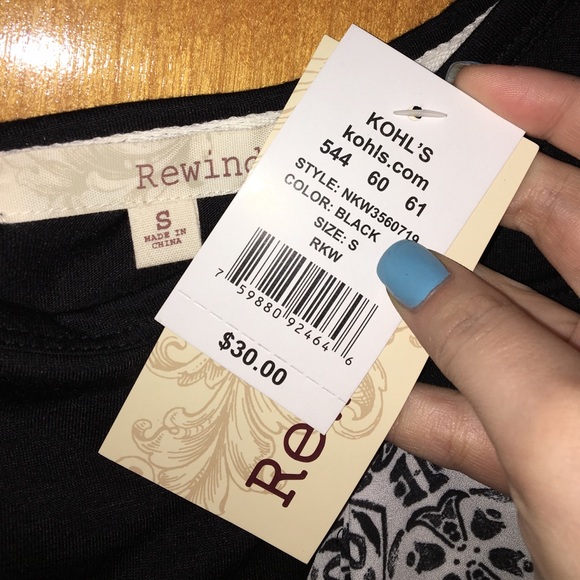 Rewind
S
MADE IN
CHINA
KOHL'S
kohls.com
544 60 61
STYLE: NKW3560719
COLOR: BLACK
SIZE: S
RKW
7 59880 92464 6
$30.00
Re